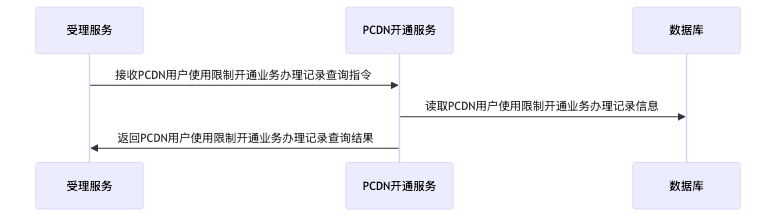 受理服务
PCDN开通服务
数据库
接收PCDN用户使用限制开通业务办理记录查询指令
读取PCDN用户使用限制开通业务办理记录信息
返回PCDN用户使用限制开通业务办理记录查询结果
受理服务
PCDN开通服务
数据库